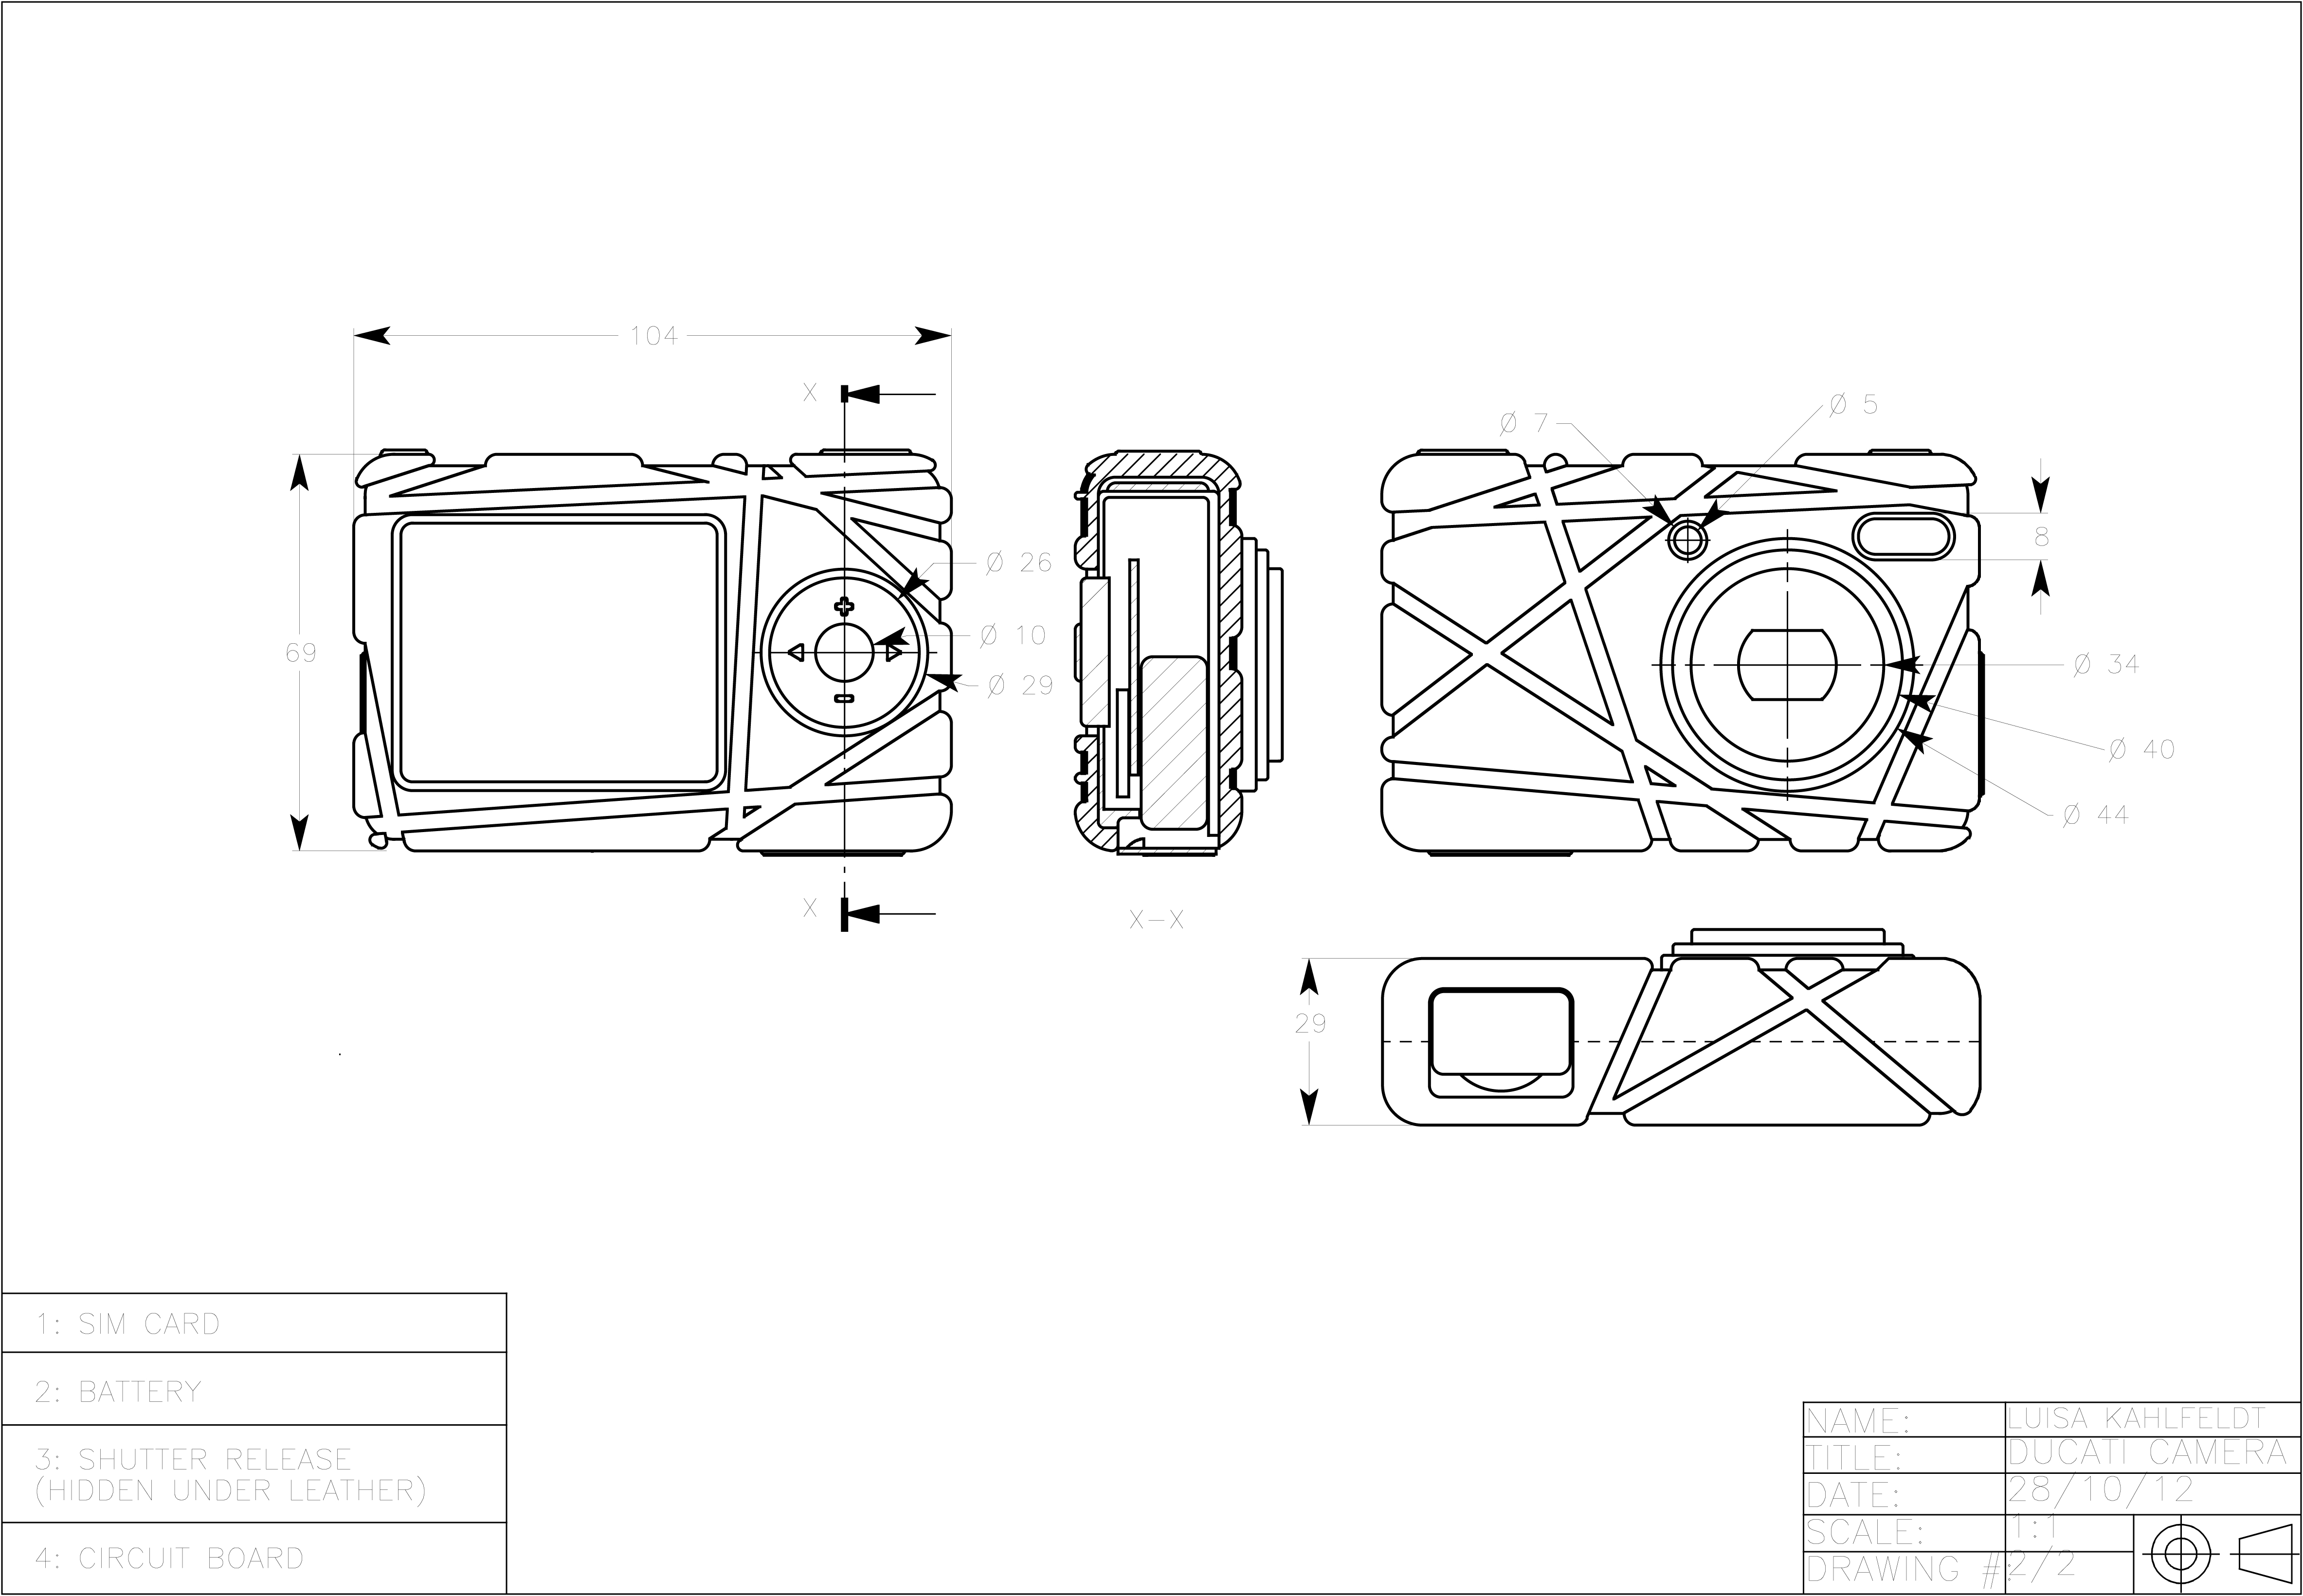 104
X
Ø 7
Ø 5
8
Ø 26
69
Ø 10
Ø 29
Ø 34
Ø 40
Ø 44
X
X-X
29
1: SIM CARD
2: BATTERY
3: SHUTTER RELEASE
(HIDDEN UNDER LEATHER)
4: CIRCUIT BOARD
NAME: LUISA KAHLFELDT
TITLE: DUCATI CAMERA
DATE: 28/10/12
SCALE: 1:1
DRAWING #:2/2